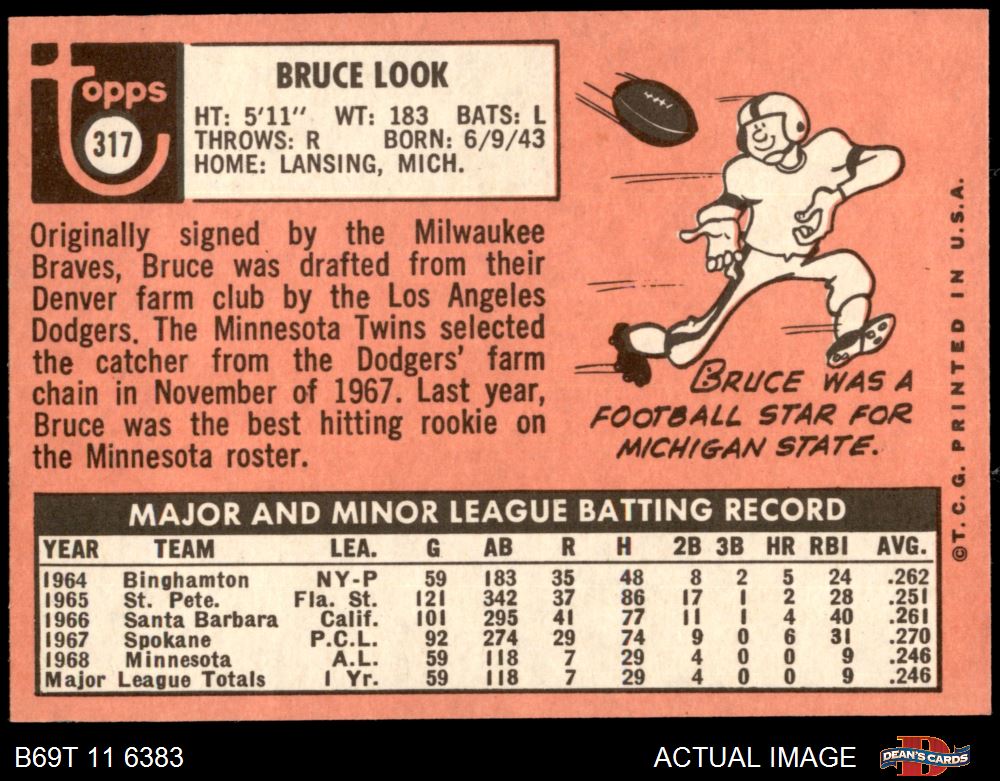 Topps
317
BRUCE LOOK
HT: 5'11" WT: 183 BATS: L
THROWS: R BORN: 6/9/43
HOME: LANSING, MICH.
Originally signed by the Milwaukee
Braves, Bruce was drafted from their
Denver farm club by the Los Angeles
Dodgers. The Minnesota Twins selected
the catcher from the Dodgers' farm
chain in November of 1967. Last year,
Bruce was the best hitting rookie on
the Minnesota roster.
BRUCE WAS A
FOOTBALL STAR FOR
MICHIGAN STATE.
©T. C. G. PRINTED IN U.S.A.
MAJOR AND MINOR LEAGUE BATTING RECORD
YEAR TEAM LEA. G AB R H 2B 3B HR RBI AVG.
1964 Binghamton NY-P 59 183 35 48 8 2 5 24 .262
1965 St. Pete. Fla. St. 121 342 37 86 17 1 2 28 .251
1966 Santa Barbara Calif. 101 295 41 77 11 1 4 40 .261
1967 Spokane P.C.L. 92 274 29 74 9 0 6 31 .270
1968 Minnesota A.L. 59 118 7 29 4 0 0 9 .246
Major League Totals 1 Yr. 59 118 7 29 4 0 0 9 .246
B69T 11 6383
ACTUAL IMAGE
DEAN'S CARDS